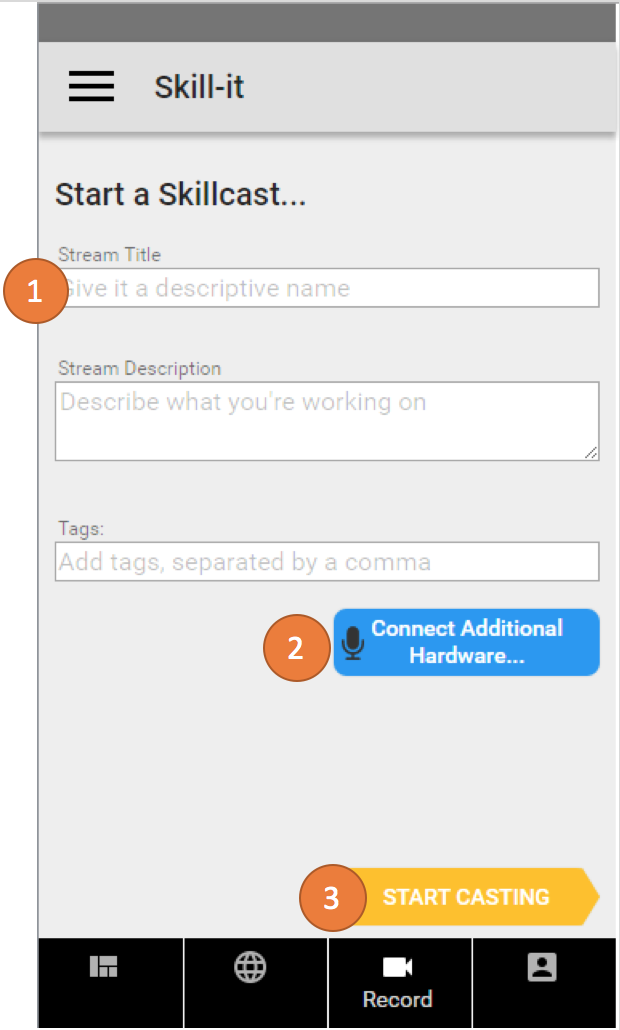 Skill-it
Start a Skillcast...
Stream Title
1
ive it a descriptive name
Stream Description
Describe what you're working on
Tags:
Add tags, separated by a comma
2
Connect Additional
Hardware...
3
START CASTING
Record